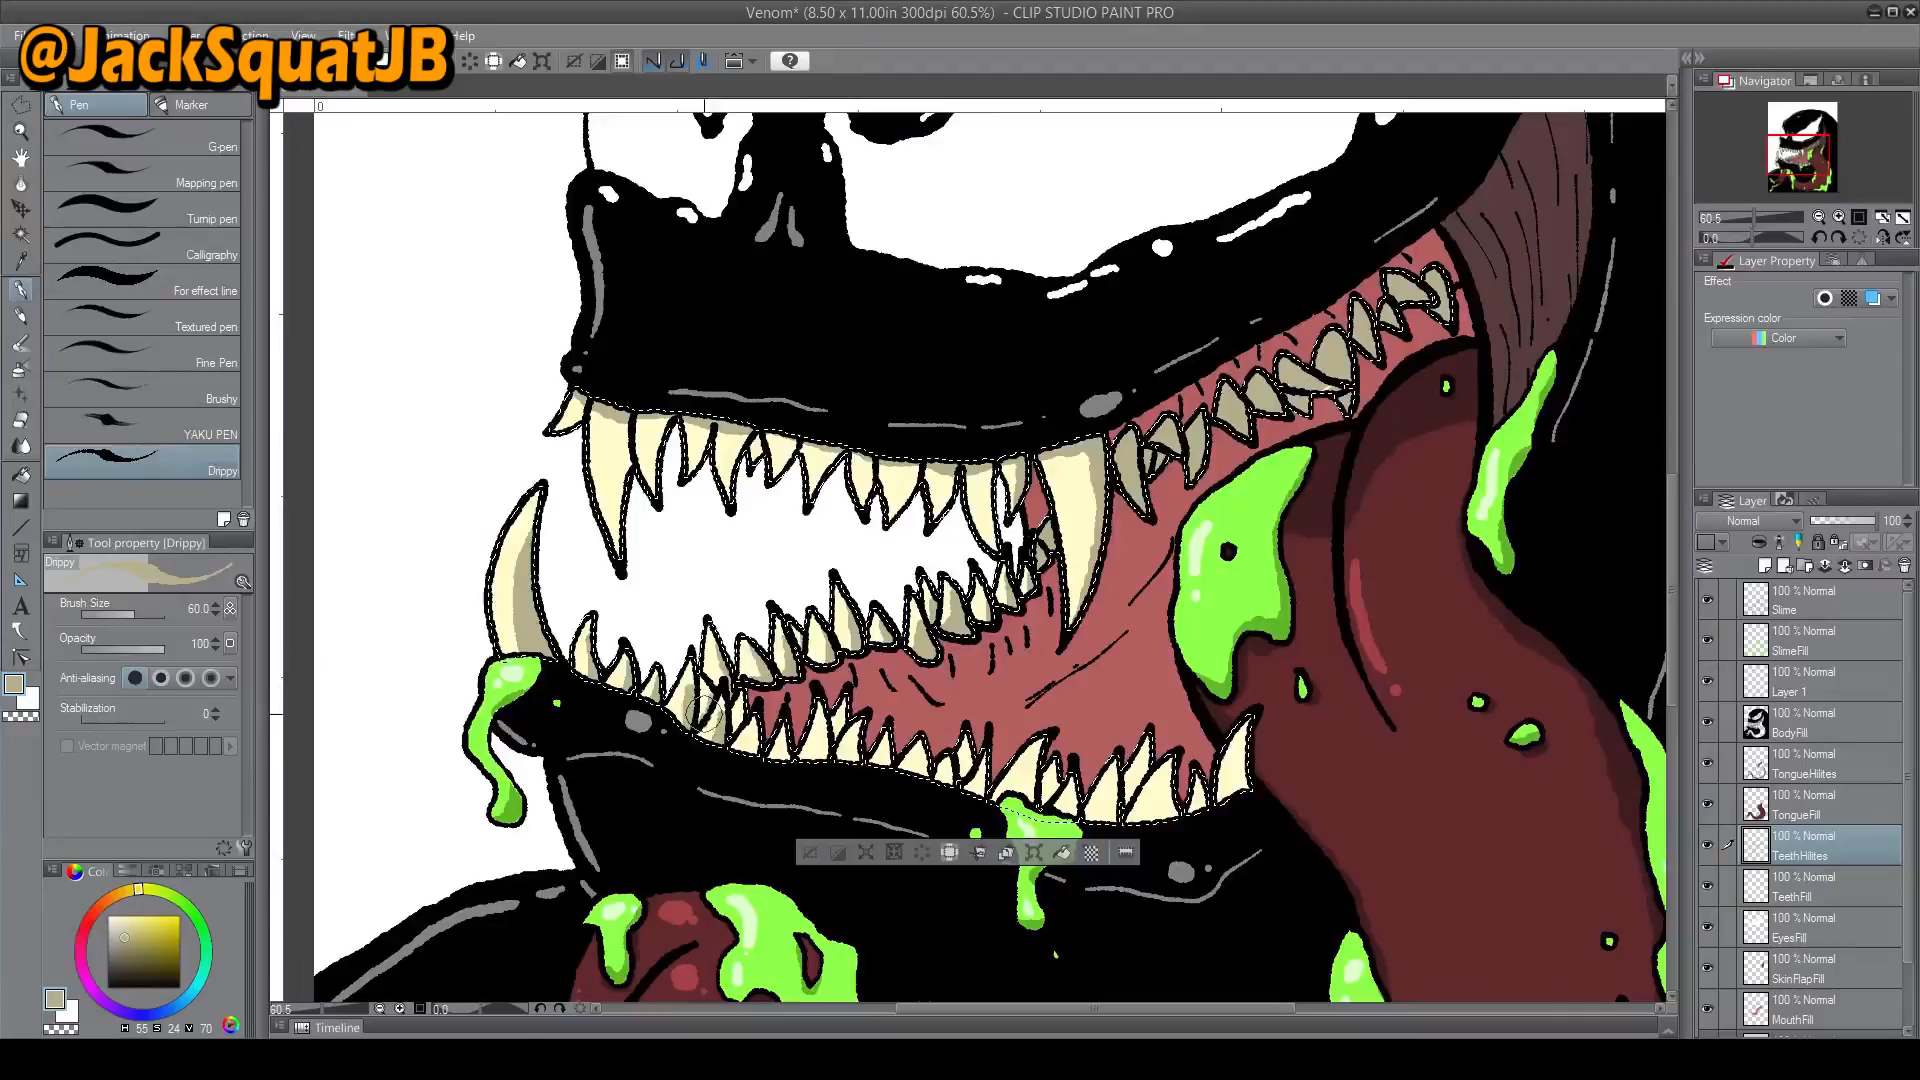 Venom* (8.50 x 11.00in 300dpi 60.5%) - CLIP STUDIO PAINT PRO
@JackSquatJB
Help
Pen
Marker
G-pen
Mapping pen
Turnip pen
Calligraphy
For effect line
Textured pen
Fine Pen
Brushy
YAKU PEN
Drippy
Tool property [Drippy]
Drippy
Brush Size 60.0
Opacity 100
Anti-aliasing
Stabilization 0
Vector magnet
H 55 S 24 V 70
0
60.5 0.0
Timeline
Navigator
60.5
0.0
Layer Property
Effect
Expression color
Color
Layer
Normal 100
100 % Normal
Slime
100 % Normal
SlimeFill
100 % Normal
Layer 1
100 % Normal
BodyFill
100 % Normal
TongueHilites
100 % Normal
TongueFill
100 % Normal
TeethHilites
100 % Normal
TeethFill
100 % Normal
EyesFill
100 % Normal
SkinFlapFill
100 % Normal
MouthFill